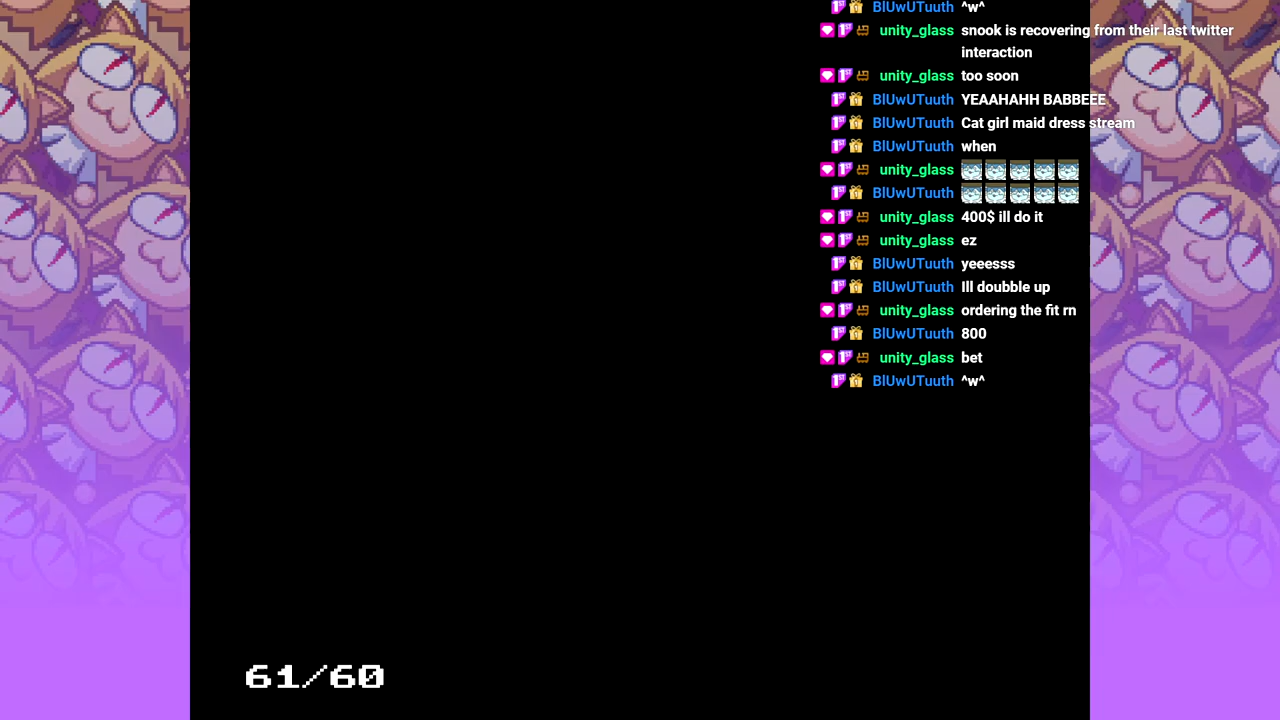 BlUwUTuuth ^w^
unity_glass snook is recovering from their last twitter
interaction
unity_glass too soon
BlUwUTuuth YEAAHAHH BABBEEE
BlUwUTuuth Cat girl maid dress stream
BlUwUTuuth when
unity_glass
BlUwUTuuth
unity_glass 400$ ill do it
unity_glass ez
BlUwUTuuth yeeesss
BlUwUTuuth Ill doubble up
unity_glass ordering the fit rn
BlUwUTuuth 800
unity_glass bet
BlUwUTuuth ^w^
61/60